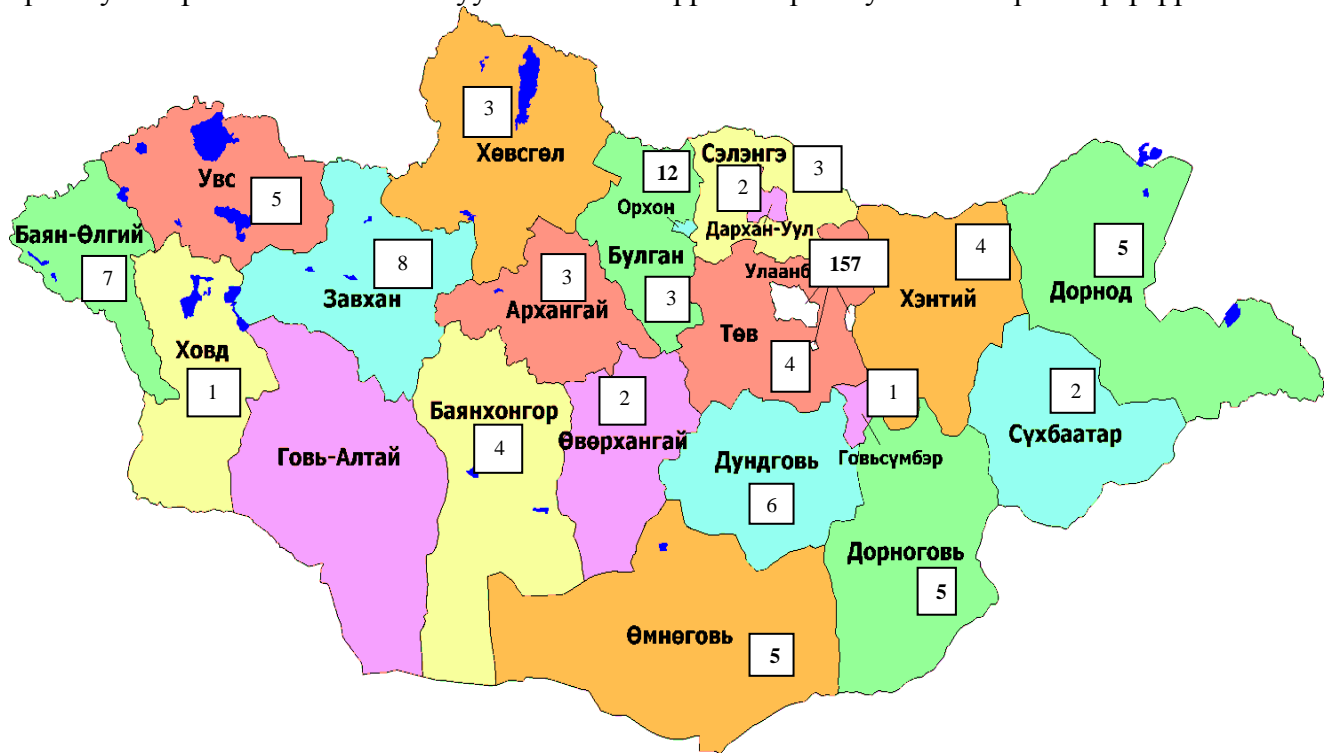 3
Хөвсгөл
Увс
5
Баян-Өлгий
7
8
Завхан
Ховд
1
Говь-Алтай
3
Архангай
Баянхонгор
4
2
Өвөрхангай
12
Орхон
Булган
3
Сэлэнгэ
3
2
Дархан-Уул
157
Төв
4
4
Хэнтий
5
Дорнод
2
Сүхбаатар
1
Говьсүмбэр
Дундговь
6
Дорноговь
5
Өмнөговь
5